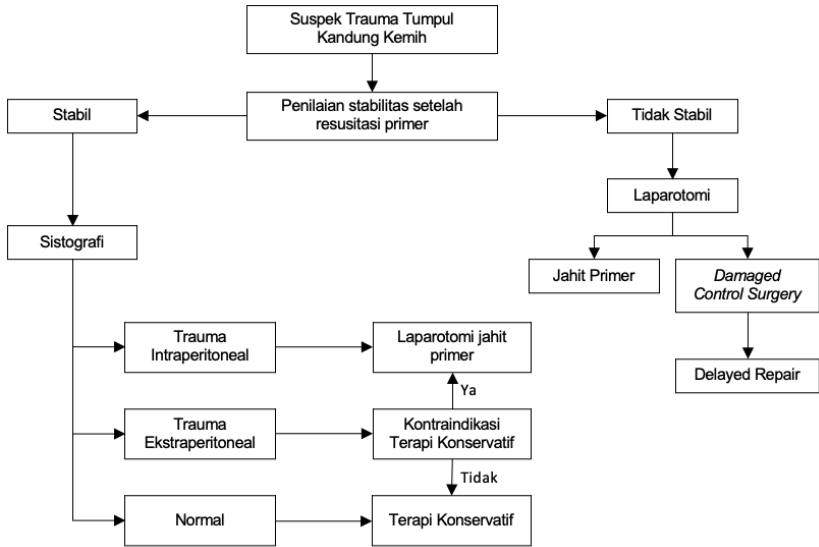 Suspek Trauma Tumpul
Kandung Kemih
Stabil
Penilaian stabilitas setelah
resusitasi primer
Tidak Stabil
Laparotomi
Sistografi
Jahit Primer
Damaged
Control Surgery
Trauma
Intraperitoneal
Laparotomi jahit
primer
Delayed Repair
Ya
Trauma
Ekstraperitoneal
Kontraindikasi
Terapi Konservatif
Tidak
Normal
Terapi Konservatif